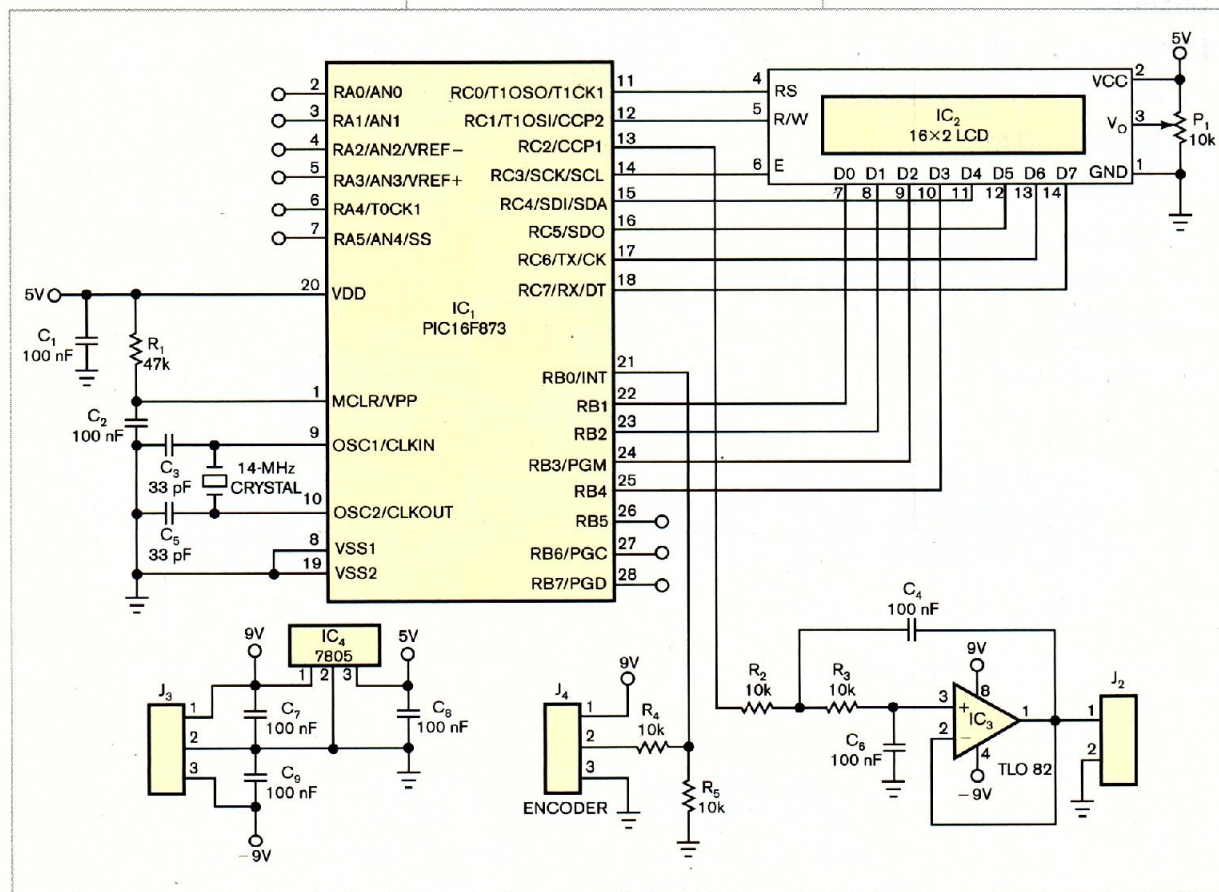 5V
2
RA0/AN0
3
RA1/AN1
4
RA2/AN2/VREF−
5
RA3/AN3/VREF+
6
RA4/T0CK1
7
RA5/AN4/SS
5V
20
VDD
C1
100 nF
R1
47k
1
MCLR/VPP
C2
100 nF
9
OSC1/CLKIN
C3
33 pF
14-MHz
CRYSTAL
10
OSC2/CLKOUT
C5
33 pF
8
VSS1
19
VSS2
IC1
PIC16F873
RC0/T1OSO/T1CK1
11
RC1/T1OSI/CCP2
12
RC2/CCP1
13
RC3/SCK/SCL
14
RC4/SDI/SDA
15
RC5/SDO
16
RC6/TX/CK
17
RC7/RX/DT
18
RB0/INT
21
RB1
22
RB2
23
RB3/PGM
24
RB4
25
RB5
26
RB6/PGC
27
RB7/PGD
28
4
RS
5
R/W
6
E
IC2
16×2 LCD
VCC
2
VO
3
GND
1
P1
10k
D0 D1 D2 D3 D4 D5 D6 D7
7 8 9 10 11 12 13 14
9V
IC4
7805
5V
1 2 3
J3
1
2
3
C7
100 nF
C8
100 nF
C9
100 nF
−9V
9V
J4
1
2
3
R4
10k
ENCODER
R5
10k
C4
100 nF
R2
10k
R3
10k
C6
100 nF
9V
8
3
+
IC3
2
−
1
4
−9V
TLO 82
J2
1
2